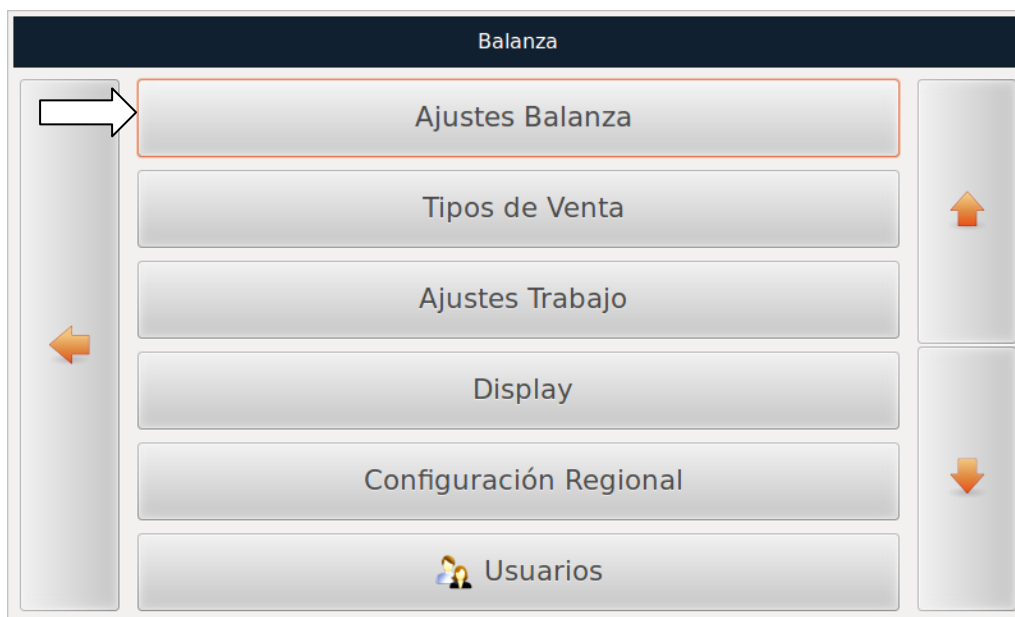 Balanza
Ajustes Balanza
Tipos de Venta
Ajustes Trabajo
Display
Configuración Regional
Usuarios